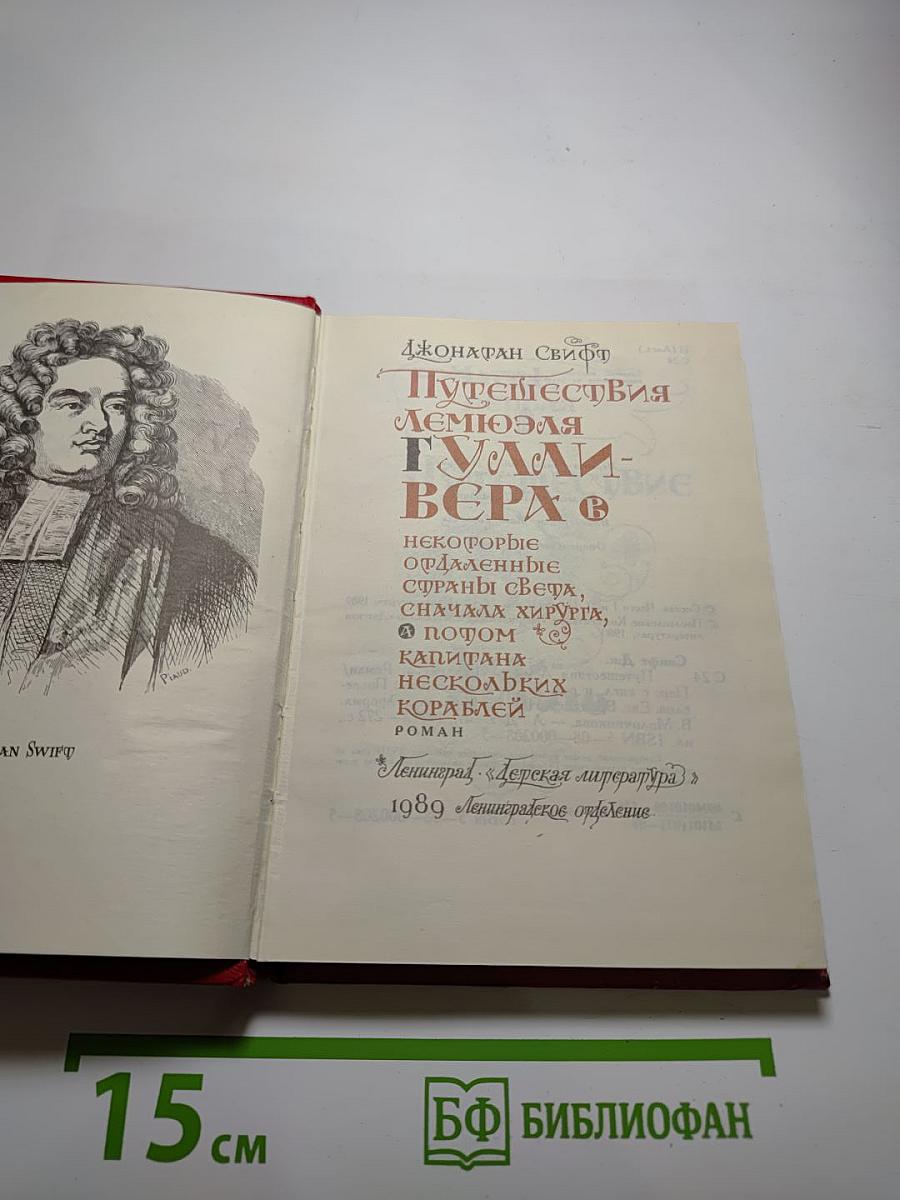 Piaud.
AN SWIFT
Джонатан Свифт
Путешествия
Лемюэля
Гулли-
вера в
некоторые
отдаленные
страны света,
сначала хирурга,
а потом
капитана
нескольких
кораблей
РОМАН
Ленинград · «Детская литература»
1989 Ленинградское отделение
15 см
БФ БИБЛИОФАН